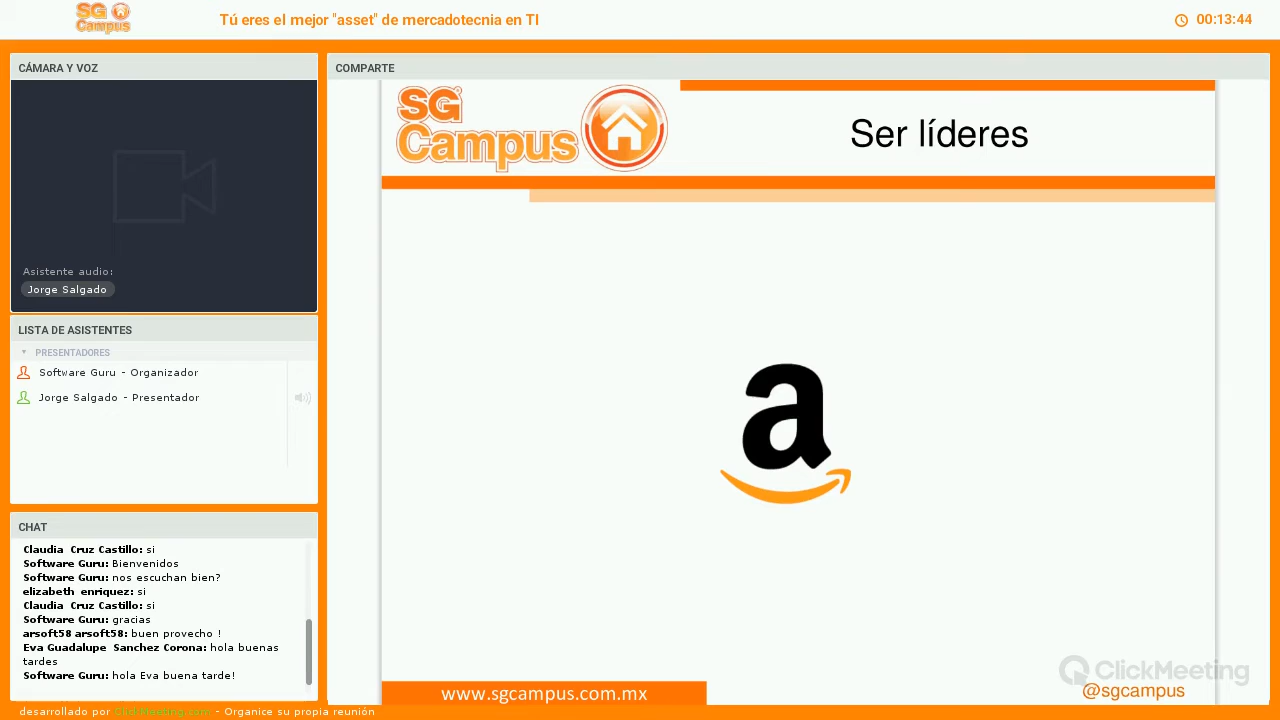 SG Campus
Tú eres el mejor "asset" de mercadotecnia en TI
00:13:44
CÁMARA Y VOZ
Asistente audio:
Jorge Salgado
LISTA DE ASISTENTES
PRESENTADORES
Software Guru - Organizador
Jorge Salgado - Presentador
CHAT
Claudia Cruz Castillo: si
Software Guru: Bienvenidos
Software Guru: nos escuchan bien?
elizabeth enriquez: si
Claudia Cruz Castillo: si
Software Guru: gracias
arsoft58 arsoft58: buen provecho !
Eva Guadalupe Sanchez Corona: hola buenas
tardes
Software Guru: hola Eva buena tarde!
desarrollado por ClickMeeting.com - Organice su propia reunión
COMPARTE
SG
Campus
Ser líderes
a
www.sgcampus.com.mx
ClickMeeting
@sgcampus